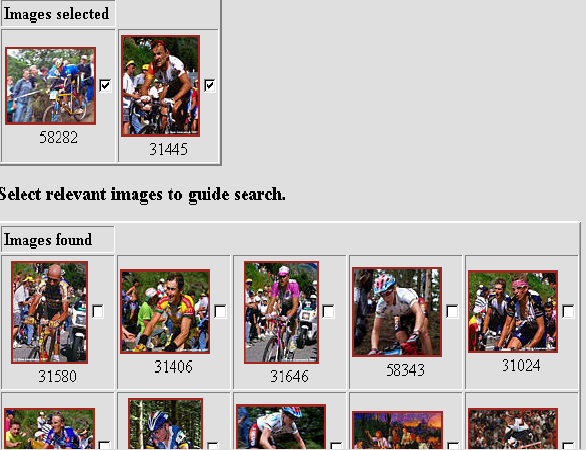 Images selected
58282
31445
Select relevant images to guide search.
Images found
31580
31406
31646
58343
31024